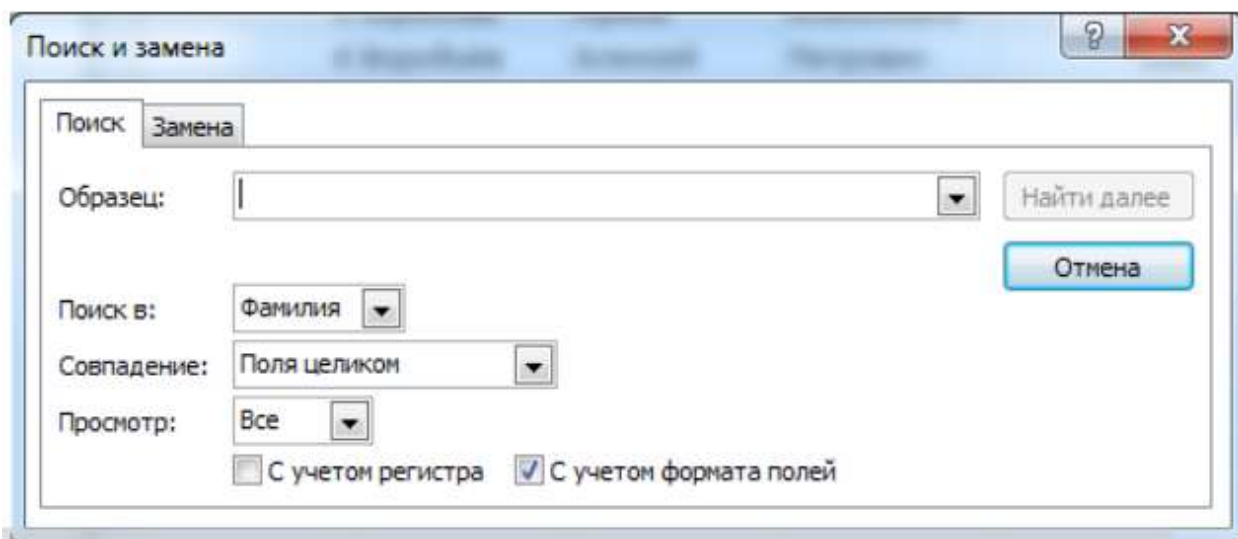 Поиск и замена
Поиск Замена
Образец: Найти далее
Отмена
Поиск в: Фамилия
Совпадение: Поля целиком
Просмотр: Все
С учетом регистра С учетом формата полей